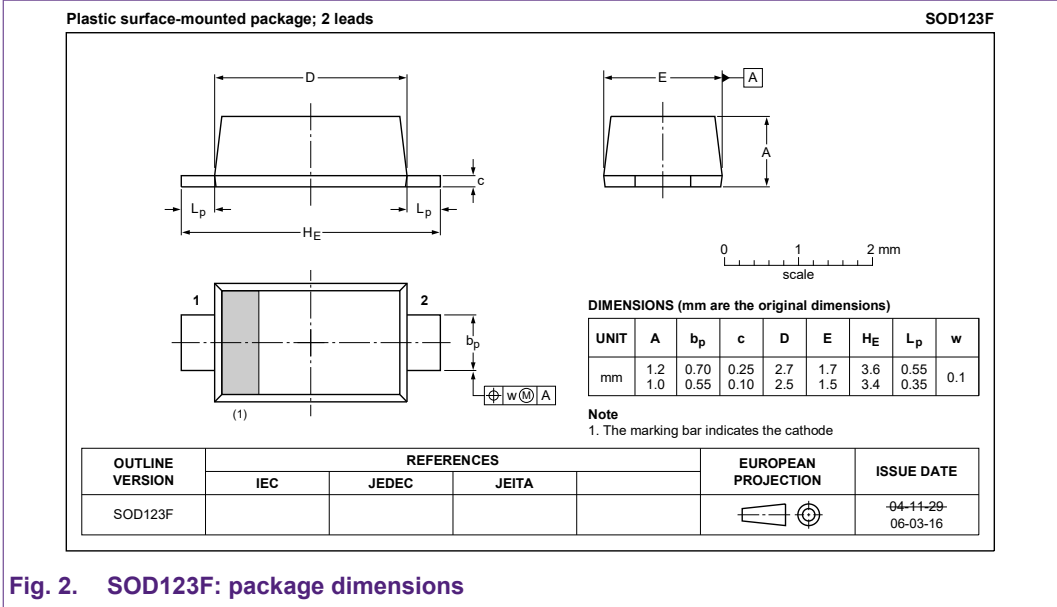 Plastic surface-mounted package; 2 leads SOD123F
D
E
A
A
c
Lp
Lp
HE
0 1 2 mm
scale
1 2
bp
w Ⓜ A
(1)
DIMENSIONS (mm are the original dimensions)
UNIT A bp c D E HE Lp w
mm 1.2 0.70 0.25 2.7 1.7 3.6 0.55 0.1
1.0 0.55 0.10 2.5 1.5 3.4 0.35
Note
1. The marking bar indicates the cathode
OUTLINE VERSION REFERENCES EUROPEAN PROJECTION ISSUE DATE
IEC JEDEC JEITA
SOD123F 04-11-29
06-03-16
Fig. 2. SOD123F: package dimensions